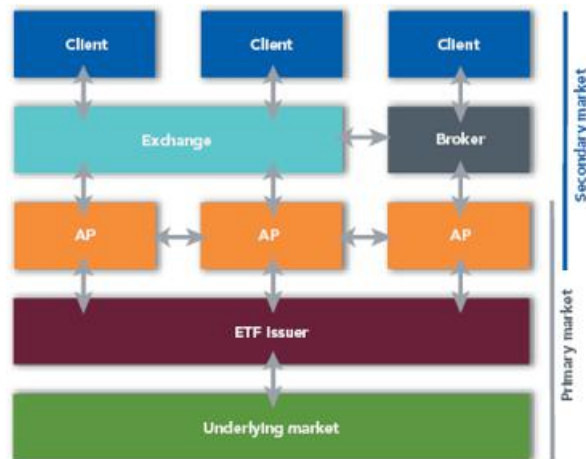 Client
Client
Client
Exchange
Broker
AP
AP
AP
ETF Issuer
Underlying market
Secondary market
Primary market